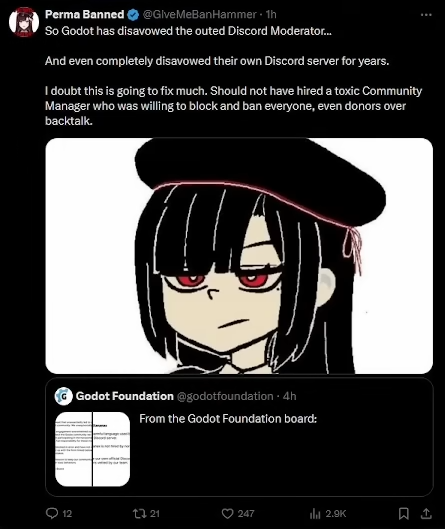 Perma Banned @GIveMeBanHammer · 1h
So Godot has disavowed the outed Discord Moderator...
And even completely disavowed their own Discord server for years.
I doubt this is going to fix much. Should not have hired a toxic Community
Manager who was willing to block and ban everyone, even donors over
backtalk.
Godot Foundation @godotfoundation · 4h
From the Godot Foundation board:
12 21 247 2.9K